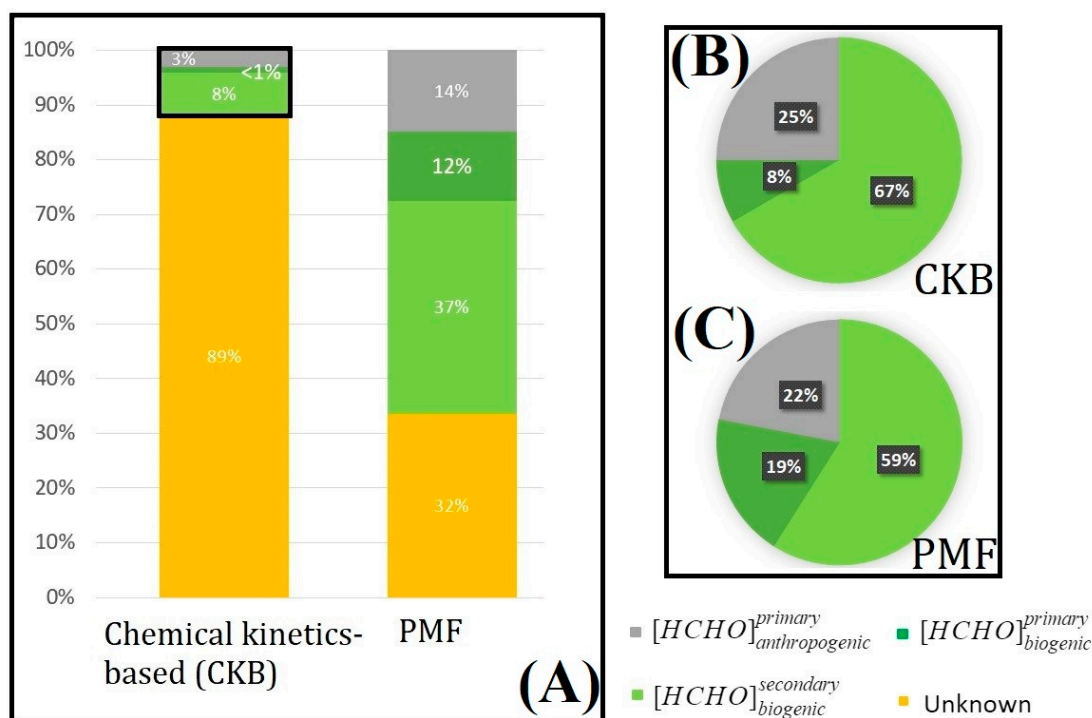 100%
90%
80%
70%
60%
50%
40%
30%
20%
10%
0%
3%
<1%
8%
89%
14%
12%
37%
32%
Chemical kinetics-
based (CKB)
PMF
(A)
(B)
25%
8%
67%
CKB
(C)
22%
19%
59%
PMF
[HCHO]primary anthropogenic
[HCHO]primary biogenic
[HCHO]secondary biogenic
Unknown